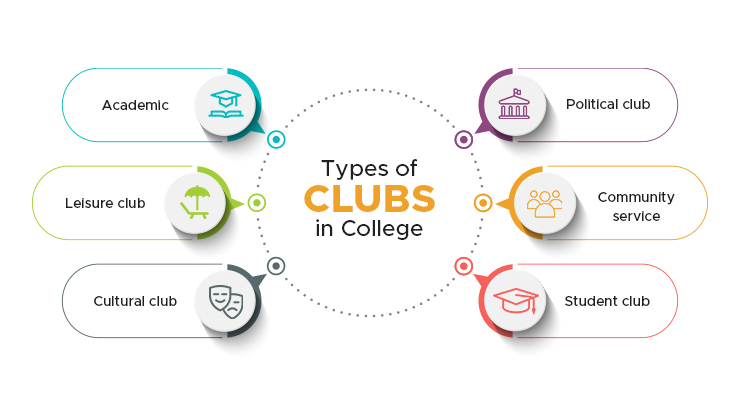 Types of
CLUBS
in College
Academic
Leisure club
Cultural club
Political club
Community
service
Student club